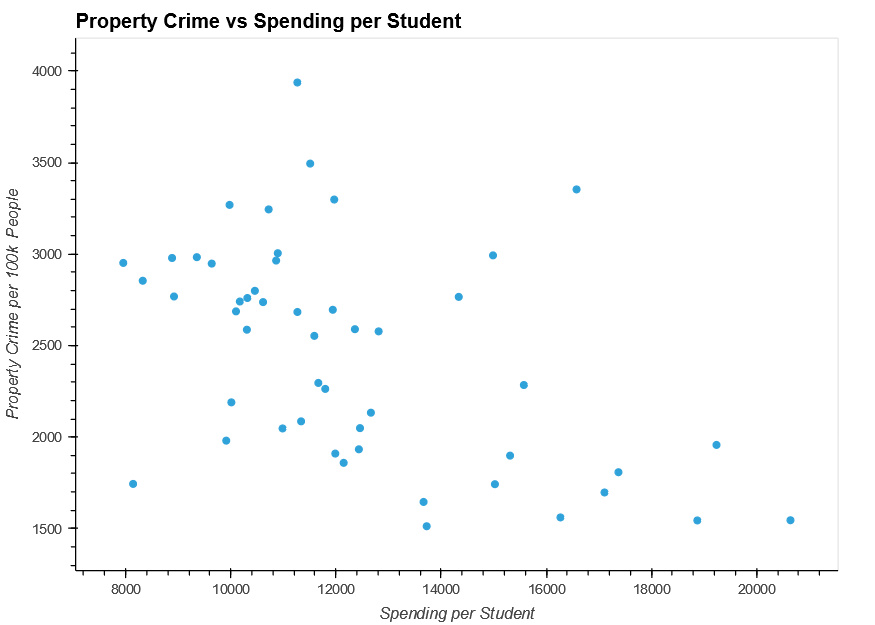 Property Crime vs Spending per Student
4000
3500
3000
2500
2000
1500
Property Crime per 100k People
8000 10000 12000 14000 16000 18000 20000
Spending per Student